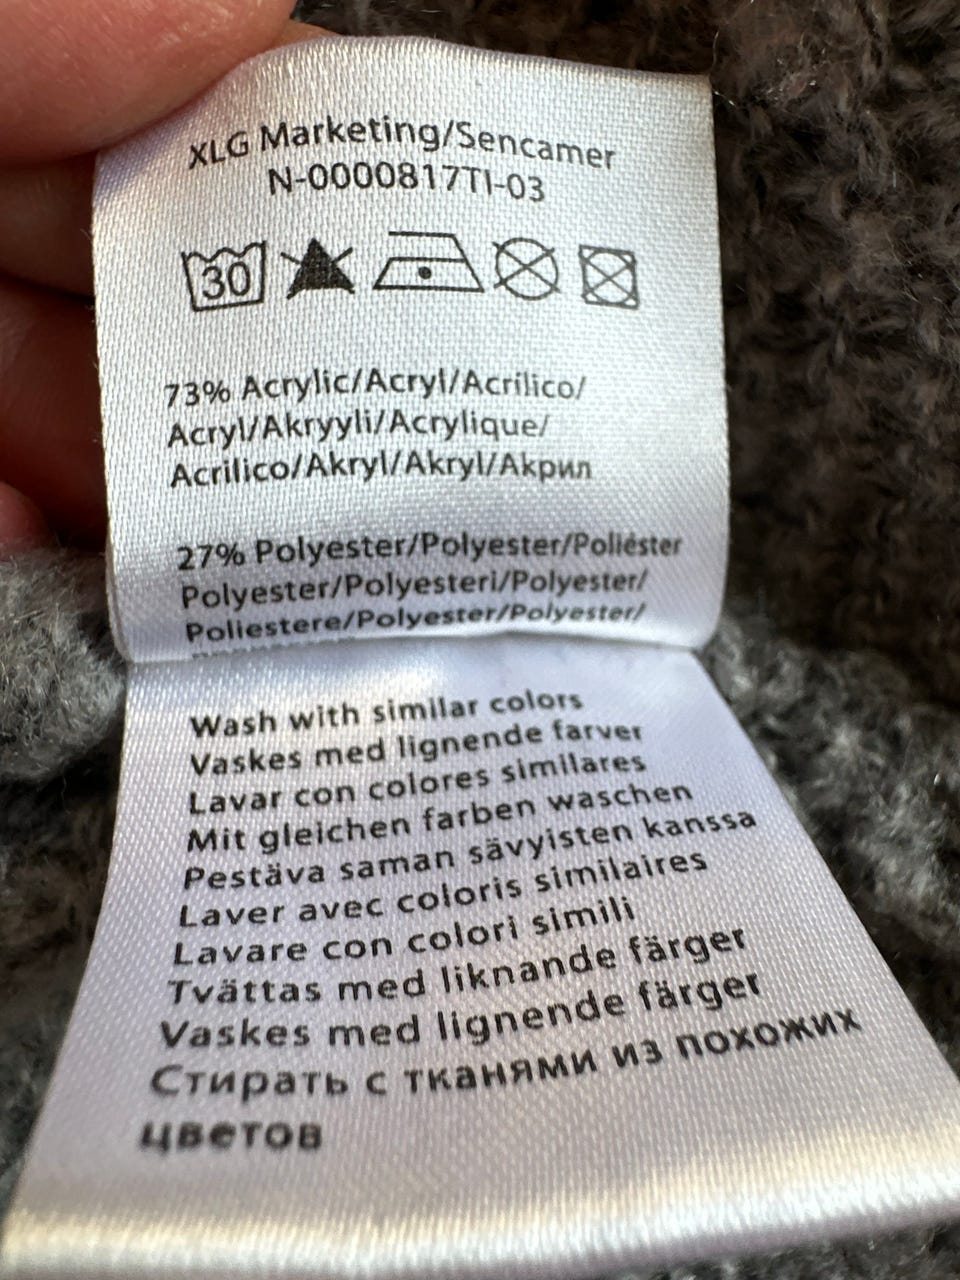 XLG Marketing/Sencamer
N-0000817TI-03
30
73% Acrylic/Acryl/Acrílico/
Acryl/Akryyli/Acrylique/
Acrilico/Akryl/Akryl/Акрил
27% Polyester/Polyester/Poliéster
Polyester/Polyesteri/Polyester/
Poliestere/Polyester/Polyester/
Wash with similar colors
Vaskes med lignende farver
Lavar con colores similares
Mit gleichen farben waschen
Pestäva saman sävyisten kanssa
Laver avec coloris similaires
Lavare con colori simili
Tvättas med liknande färger
Vaskes med lignende färger
Стирать с тканями из похожих
цветов